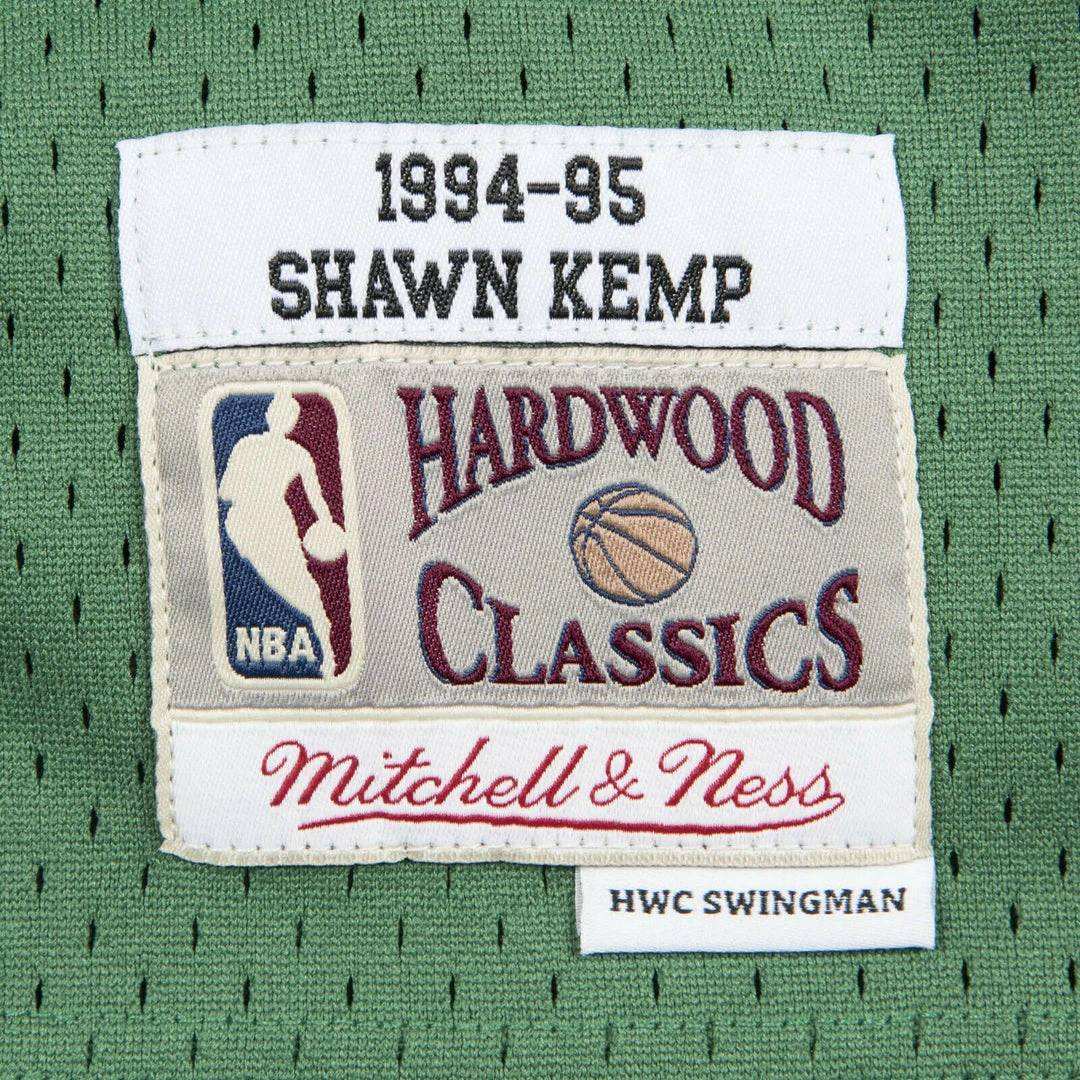 1994-95
SHAWN KEMP
HARDWOOD
CLASSICS
NBA
Mitchell & Ness
HWC SWINGMAN